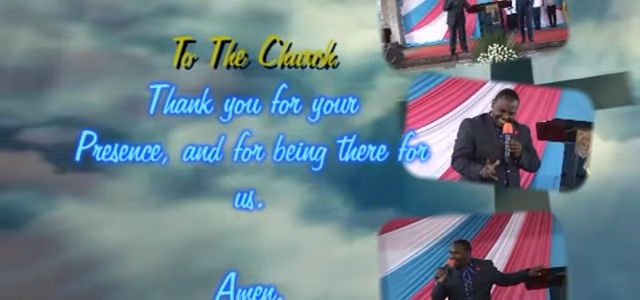 To The Church
Thank you for your
Presence, and for being there for
us.
Amen.